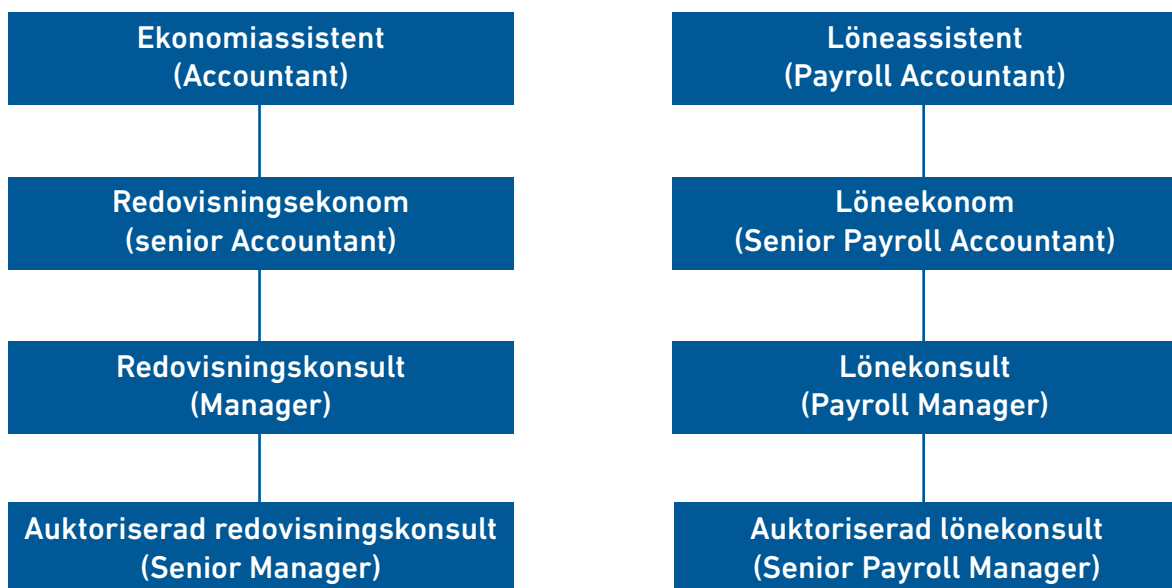 Ekonomiassistent
(Accountant)
Redovisningsekonom
(senior Accountant)
Redovisningskonsult
(Manager)
Auktoriserad redovisningskonsult
(Senior Manager)
Löneassistent
(Payroll Accountant)
Löneekonom
(Senior Payroll Accountant)
Lönekonsult
(Payroll Manager)
Auktoriserad lönekonsult
(Senior Payroll Manager)